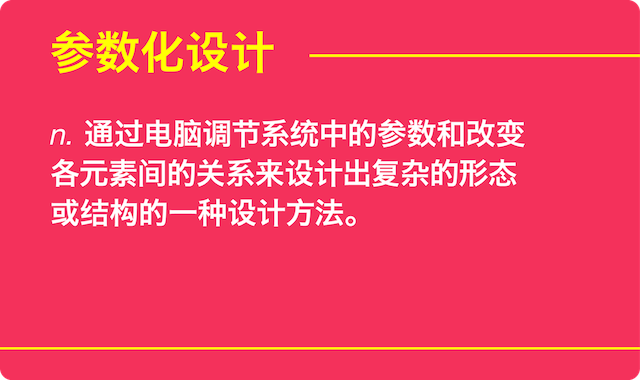 参数化设计
n. 通过电脑调节系统中的参数和改变
各元素间的关系来设计出复杂的形态
或结构的一种设计方法。